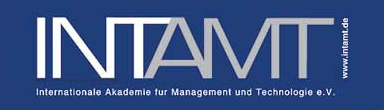 INTAMT
Internationale Akademie fur Management und Technologie e.V.
www.intamt.de